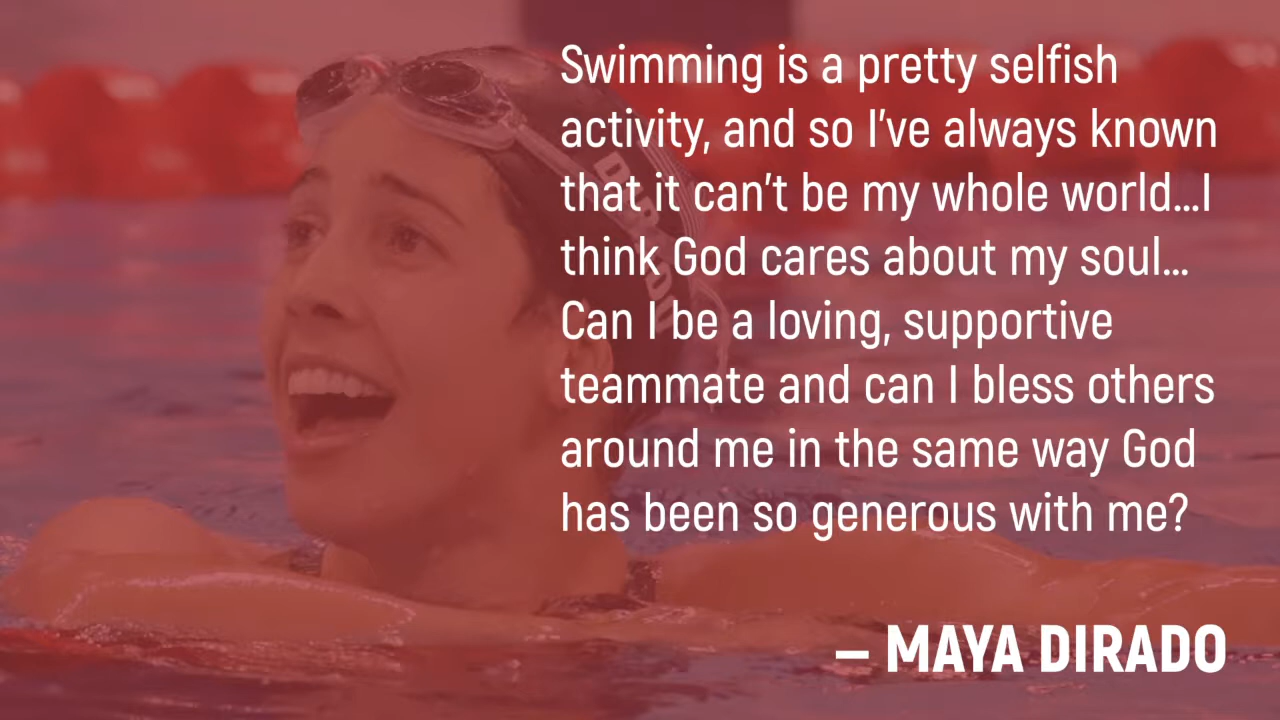 Swimming is a pretty selfish
activity, and so I've always known
that it can't be my whole world...I
think God cares about my soul...
Can I be a loving, supportive
teammate and can I bless others
around me in the same way God
has been so generous with me?
– MAYA DIRADO